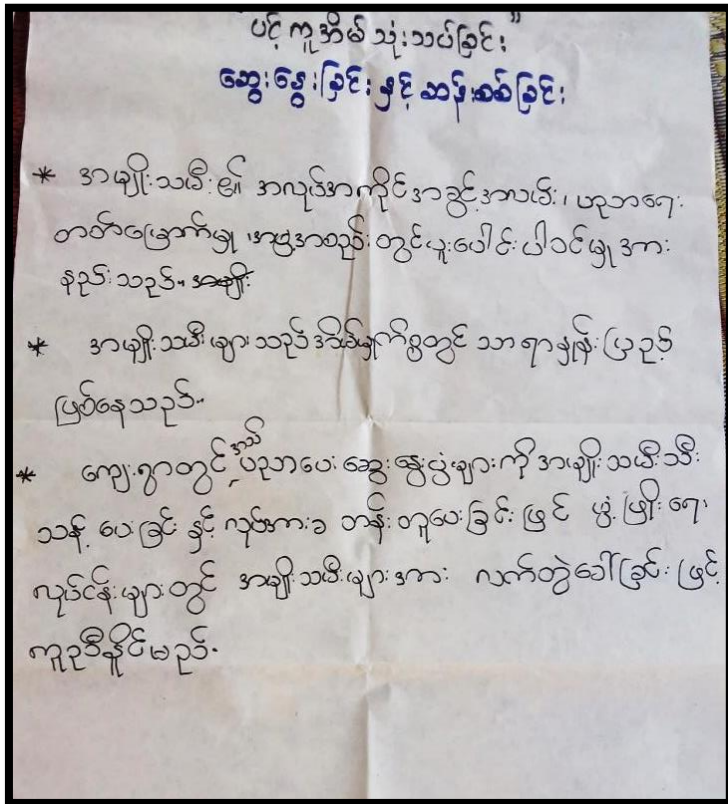 "ပင့်ကူအိမ်သုံးသပ်ခြင်း"
ဆွေးနွေးခြင်းနှင့် ဆန်းစစ်ခြင်း
* အမျိုးသမီး၏ အလုပ်အကိုင်အခွင့်အလမ်း၊ ပညာရေး
တတ်မြောက်မှု၊ အဖွဲ့အစည်းတွင်ပူးပေါင်းပါဝင်မှုအား
နည်းသည်။
* အမျိုးသမီးများသည် အိမ်မှုကိစ္စတွင် သာရာနှုန်းပြည့်
ဖြစ်နေသည်။
* ကျေးရွာတွင် အသိပညာပေးဆွေးနွေးပွဲများကို အမျိုးသမီးသီး
သန့် ပေးခြင်းနှင့် လုပ်အားခ တန်းတူပေးခြင်းဖြင့် ဖွံ့ဖြိုးရေး
လုပ်ငန်းများတွင် အမျိုးသမီးများအား လက်တွဲခေါ်ခြင်းဖြင့်
ကူညီနိုင်မည်။